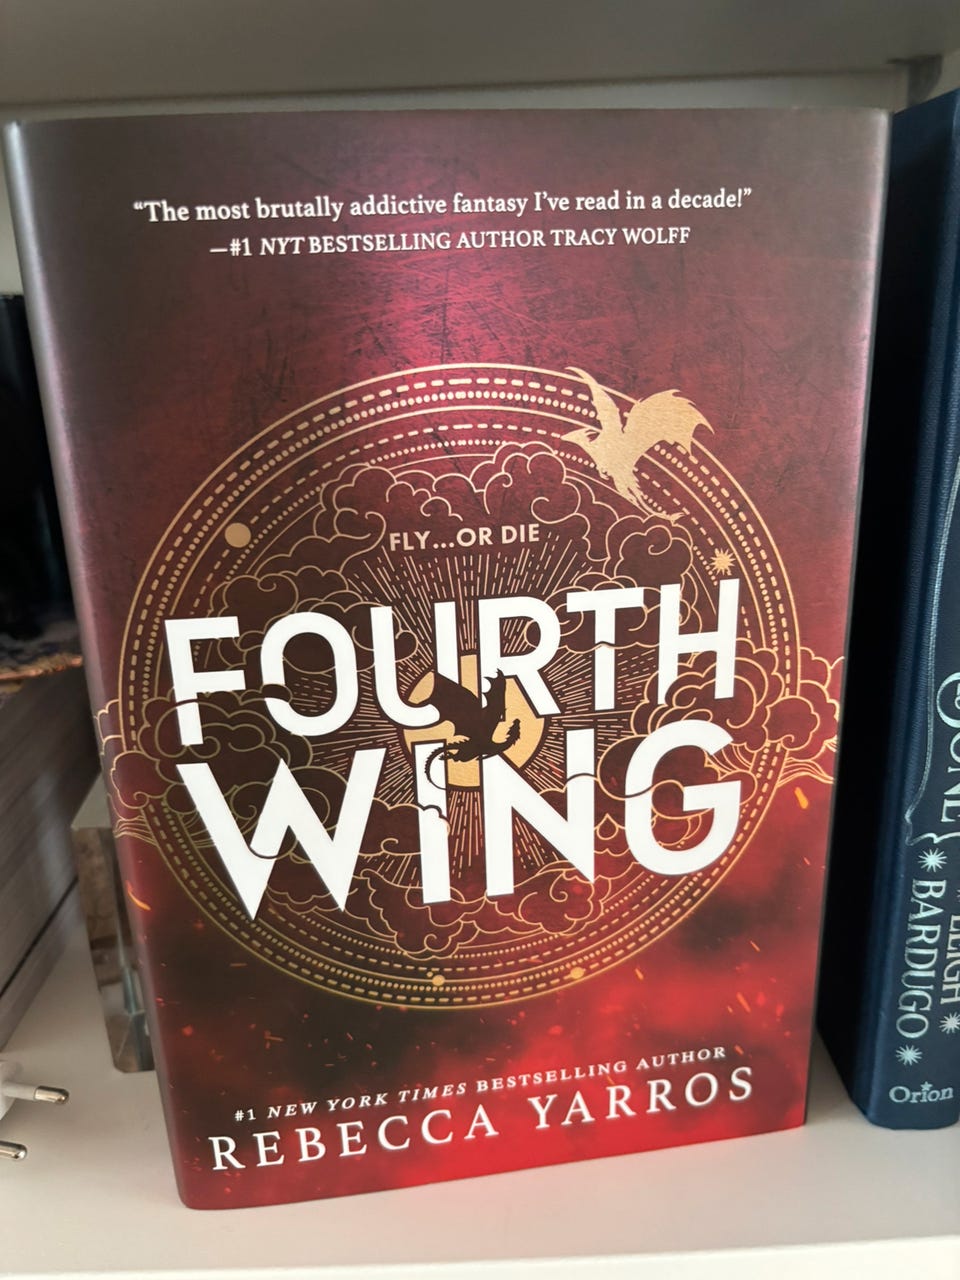 “The most brutally addictive fantasy I’ve read in a decade!”
—#1 NYT BESTSELLING AUTHOR TRACY WOLFF
FLY...OR DIE
FOURTH
WING
#1 NEW YORK TIMES BESTSELLING AUTHOR
REBECCA YARROS
LEIGH
BARDUGO
Orion